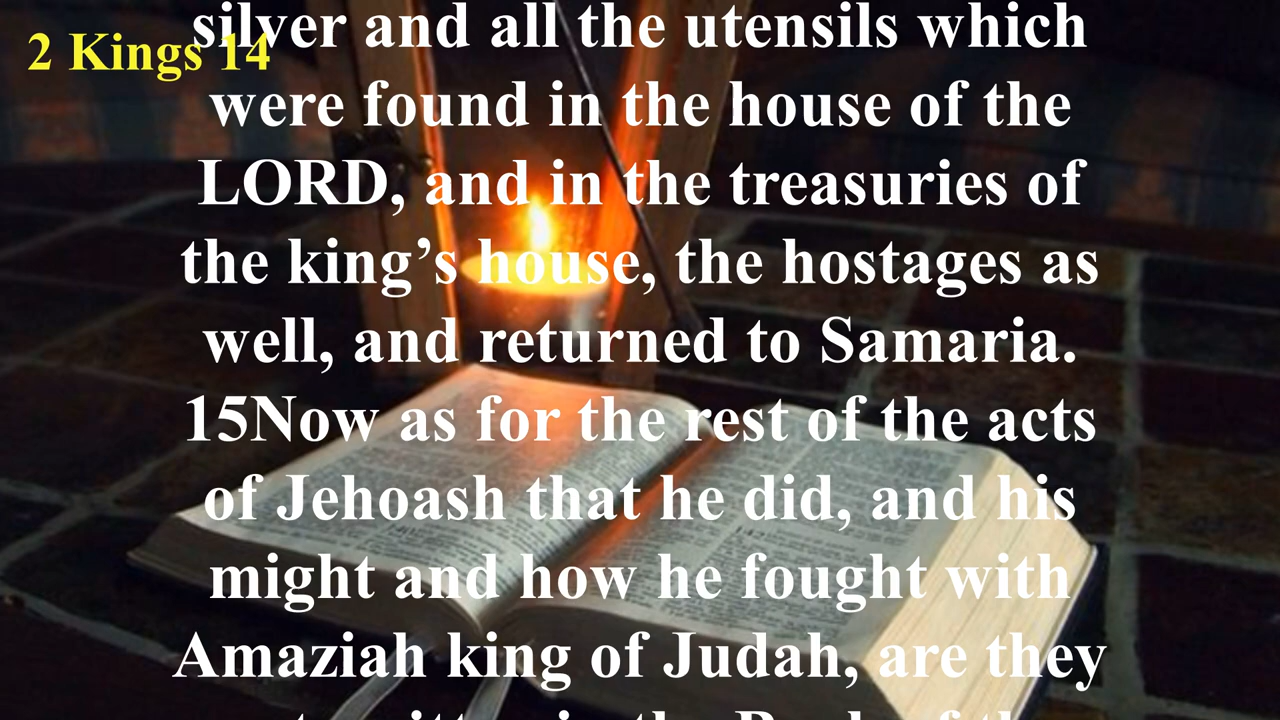 2 Kings 14
silver and all the utensils which
were found in the house of the
LORD, and in the treasuries of
the king’s house, the hostages as
well, and returned to Samaria.
15Now as for the rest of the acts
of Jehoash that he did, and his
might and how he fought with
Amaziah king of Judah, are they